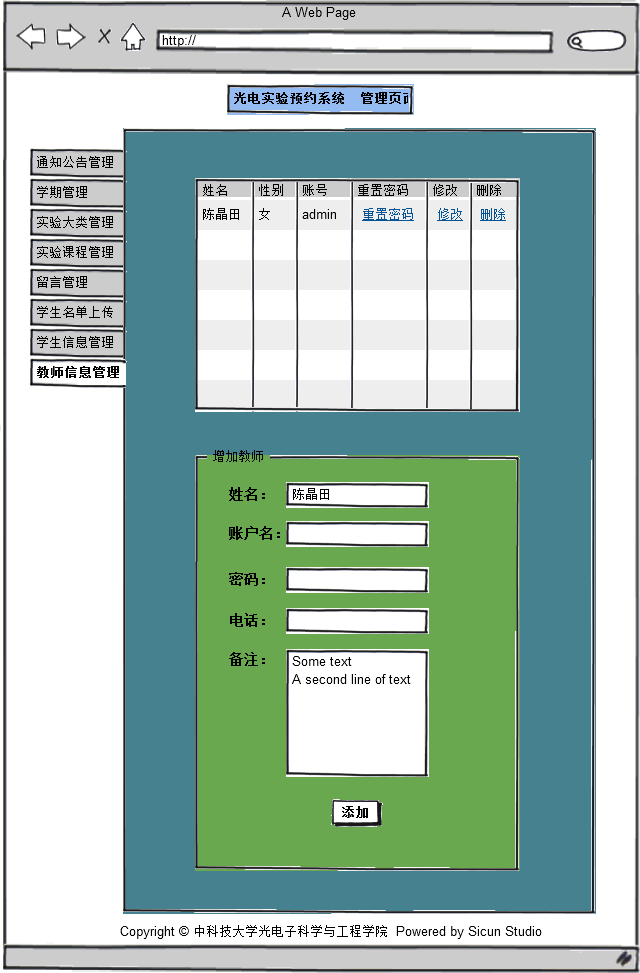 A Web Page
http://
光电实验预约系统 管理页面
通知公告管理
学期管理
实验大类管理
实验课程管理
留言管理
学生名单上传
学生信息管理
教师信息管理
姓名 性别 账号 重置密码 修改 删除
陈晶田 女 admin 重置密码 修改 删除
增加教师
姓名： 陈晶田
账户名：
密码：
电话：
备注： Some text
A second line of text
添加
Copyright © 中科技大学光电子科学与工程学院 Powered by Sicun Studio